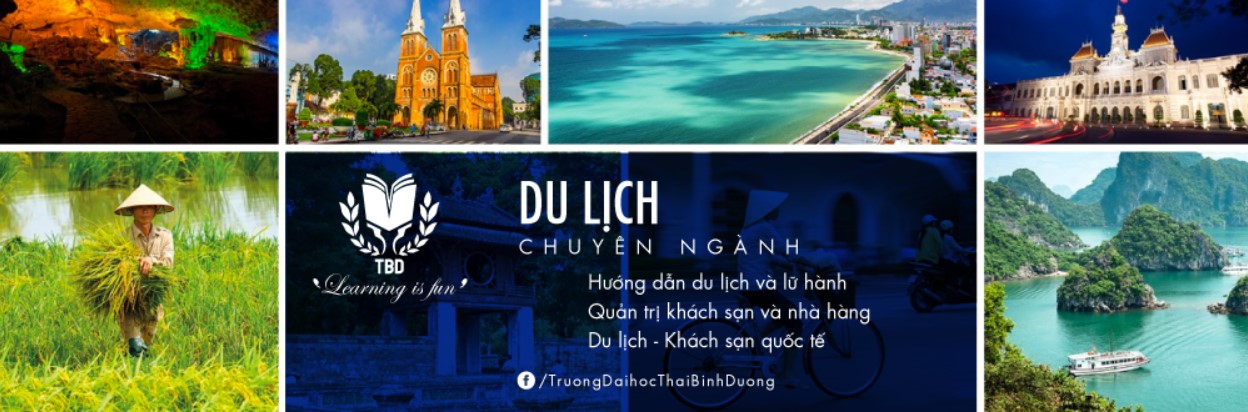 TBD
'Learning is fun'
DU LỊCH
CHUYÊN NGÀNH
Hướng dẫn du lịch và lữ hành
Quản trị khách sạn và nhà hàng
Du lịch - Khách sạn quốc tế
/TruongDaihocThaiBinhDuong